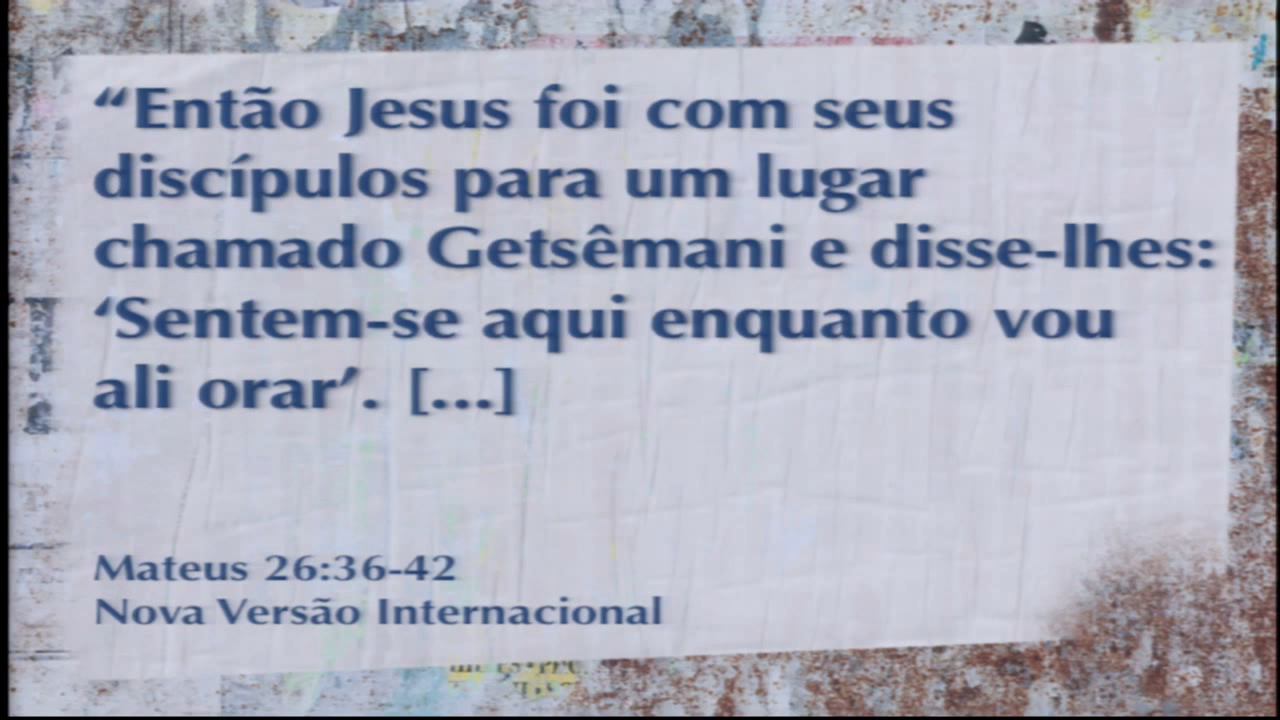 “Então Jesus foi com seus
discípulos para um lugar
chamado Getsêmani e disse-lhes:
‘Sentem-se aqui enquanto vou
ali orar’. [...]
Mateus 26:36-42
Nova Versão Internacional